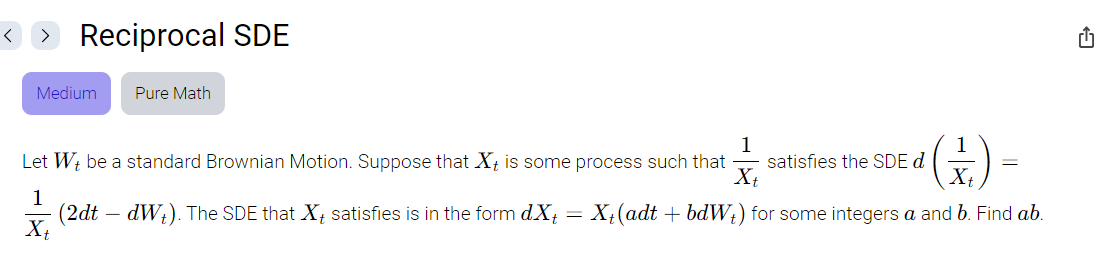 Reciprocal SDE
Medium Pure Math
Let $W_t$ be a standard Brownian Motion. Suppose that $X_t$ is some process such that $\frac{1}{X_t}$ satisfies the SDE $d\left(\frac{1}{X_t}\right) =$
$\frac{1}{X_t}(2dt - dW_t)$. The SDE that $X_t$ satisfies is in the form $dX_t = X_t(adt + bdW_t)$ for some integers $a$ and $b$. Find $ab$.